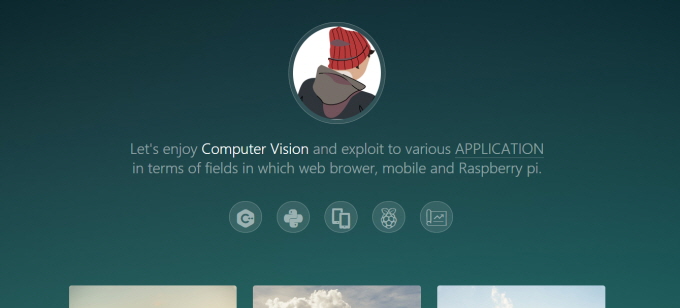 Let's enjoy Computer Vision and exploit to various APPLICATION
in terms of fields in which web brower, mobile and Raspberry pi.